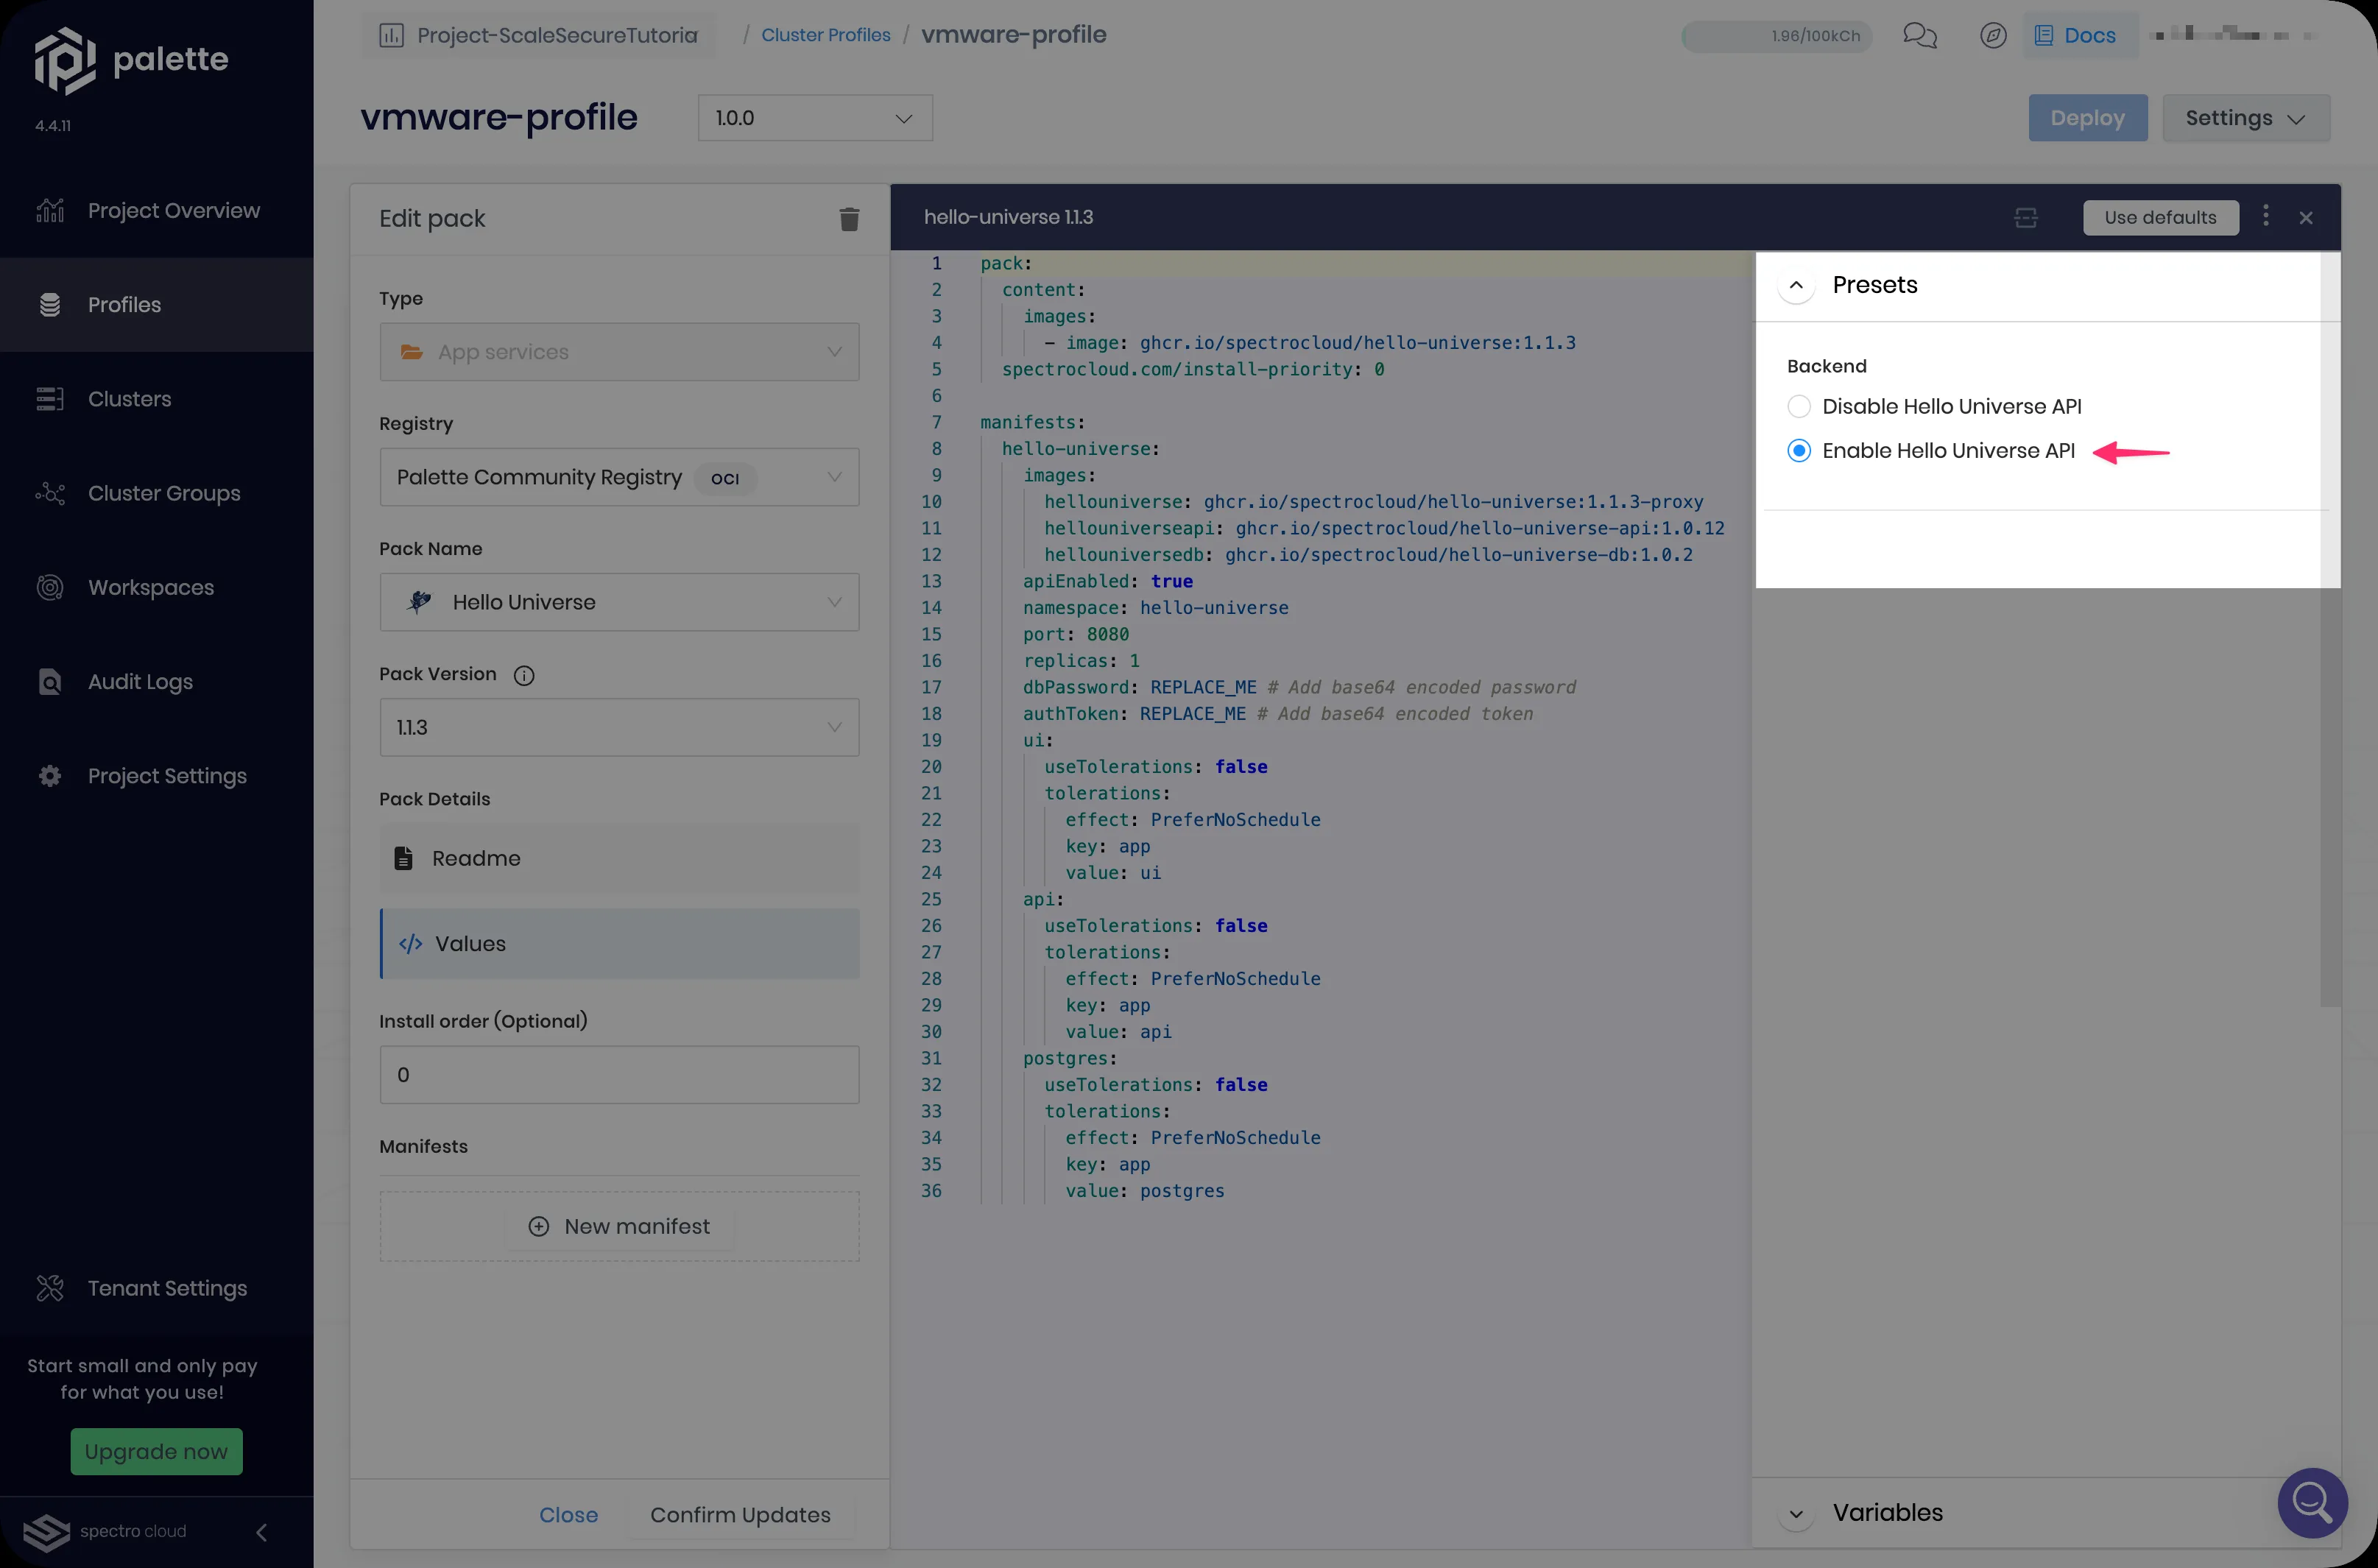 palette
4.4.11
Project Overview
Profiles
Clusters
Cluster Groups
Workspaces
Audit Logs
Project Settings
Tenant Settings
Start small and only pay
for what you use!
Upgrade now
spectro cloud
Project-ScaleSecureTutoria
/ Cluster Profiles / vmware-profile
1.96/100kCh
Docs
vmware-profile
1.0.0
Deploy
Settings
Edit pack
Type
App services
Registry
Palette Community Registry OCI
Pack Name
Hello Universe
Pack Version
1.1.3
Pack Details
Readme
</> Values
Install order (Optional)
0
Manifests
New manifest
Close
Confirm Updates
hello-universe 1.1.3
Use defaults
1 pack:
2 content:
3 images:
4 - image: ghcr.io/spectrocloud/hello-universe:1.1.3
5 spectrocloud.com/install-priority: 0
6
7 manifests:
8 hello-universe:
9 images:
10 hellouniverse: ghcr.io/spectrocloud/hello-universe:1.1.3-proxy
11 hellouniverseapi: ghcr.io/spectrocloud/hello-universe-api:1.0.12
12 hellouniversedb: ghcr.io/spectrocloud/hello-universe-db:1.0.2
13 apiEnabled: true
14 namespace: hello-universe
15 port: 8080
16 replicas: 1
17 dbPassword: REPLACE_ME # Add base64 encoded password
18 authToken: REPLACE_ME # Add base64 encoded token
19 ui:
20 useTolerations: false
21 tolerations:
22 effect: PreferNoSchedule
23 key: app
24 value: ui
25 api:
26 useTolerations: false
27 tolerations:
28 effect: PreferNoSchedule
29 key: app
30 value: api
31 postgres:
32 useTolerations: false
33 tolerations:
34 effect: PreferNoSchedule
35 key: app
36 value: postgres
Presets
Backend
Disable Hello Universe API
Enable Hello Universe API
Variables